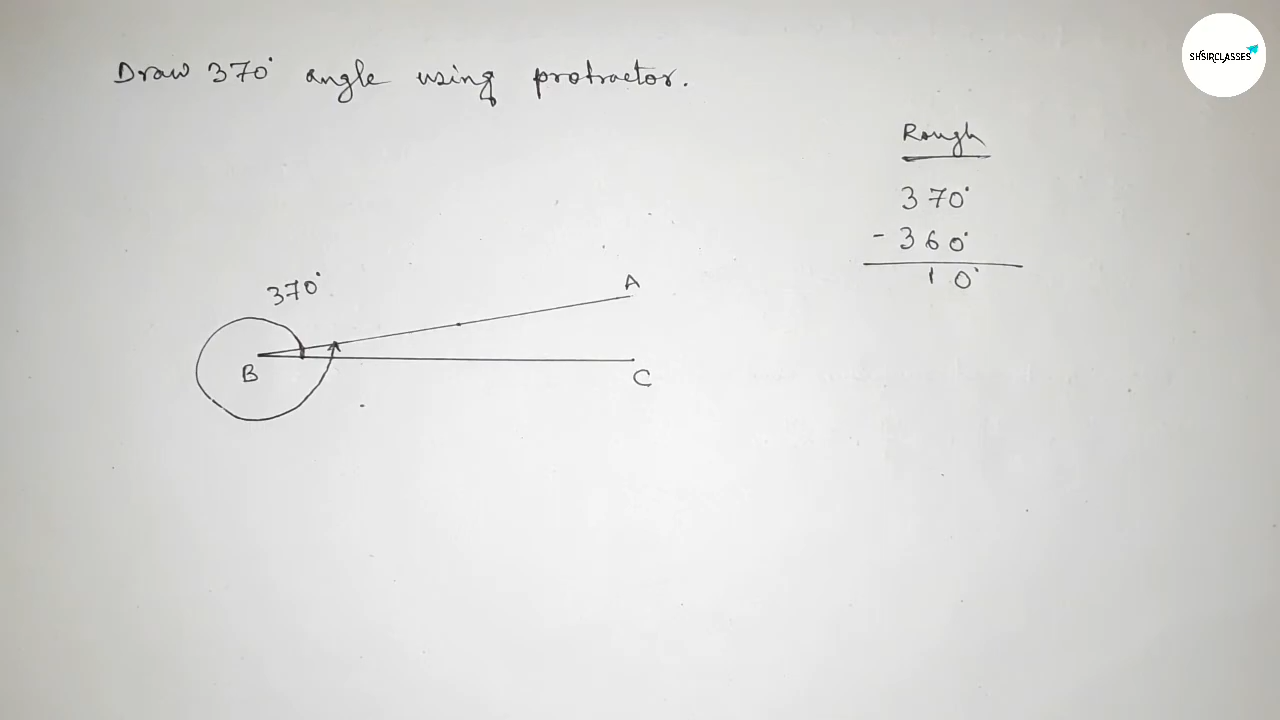 Draw 370° angle using protractor.
SHSIRCLASSES
Rough
370°
- 360°
10°
370°
A
B
C